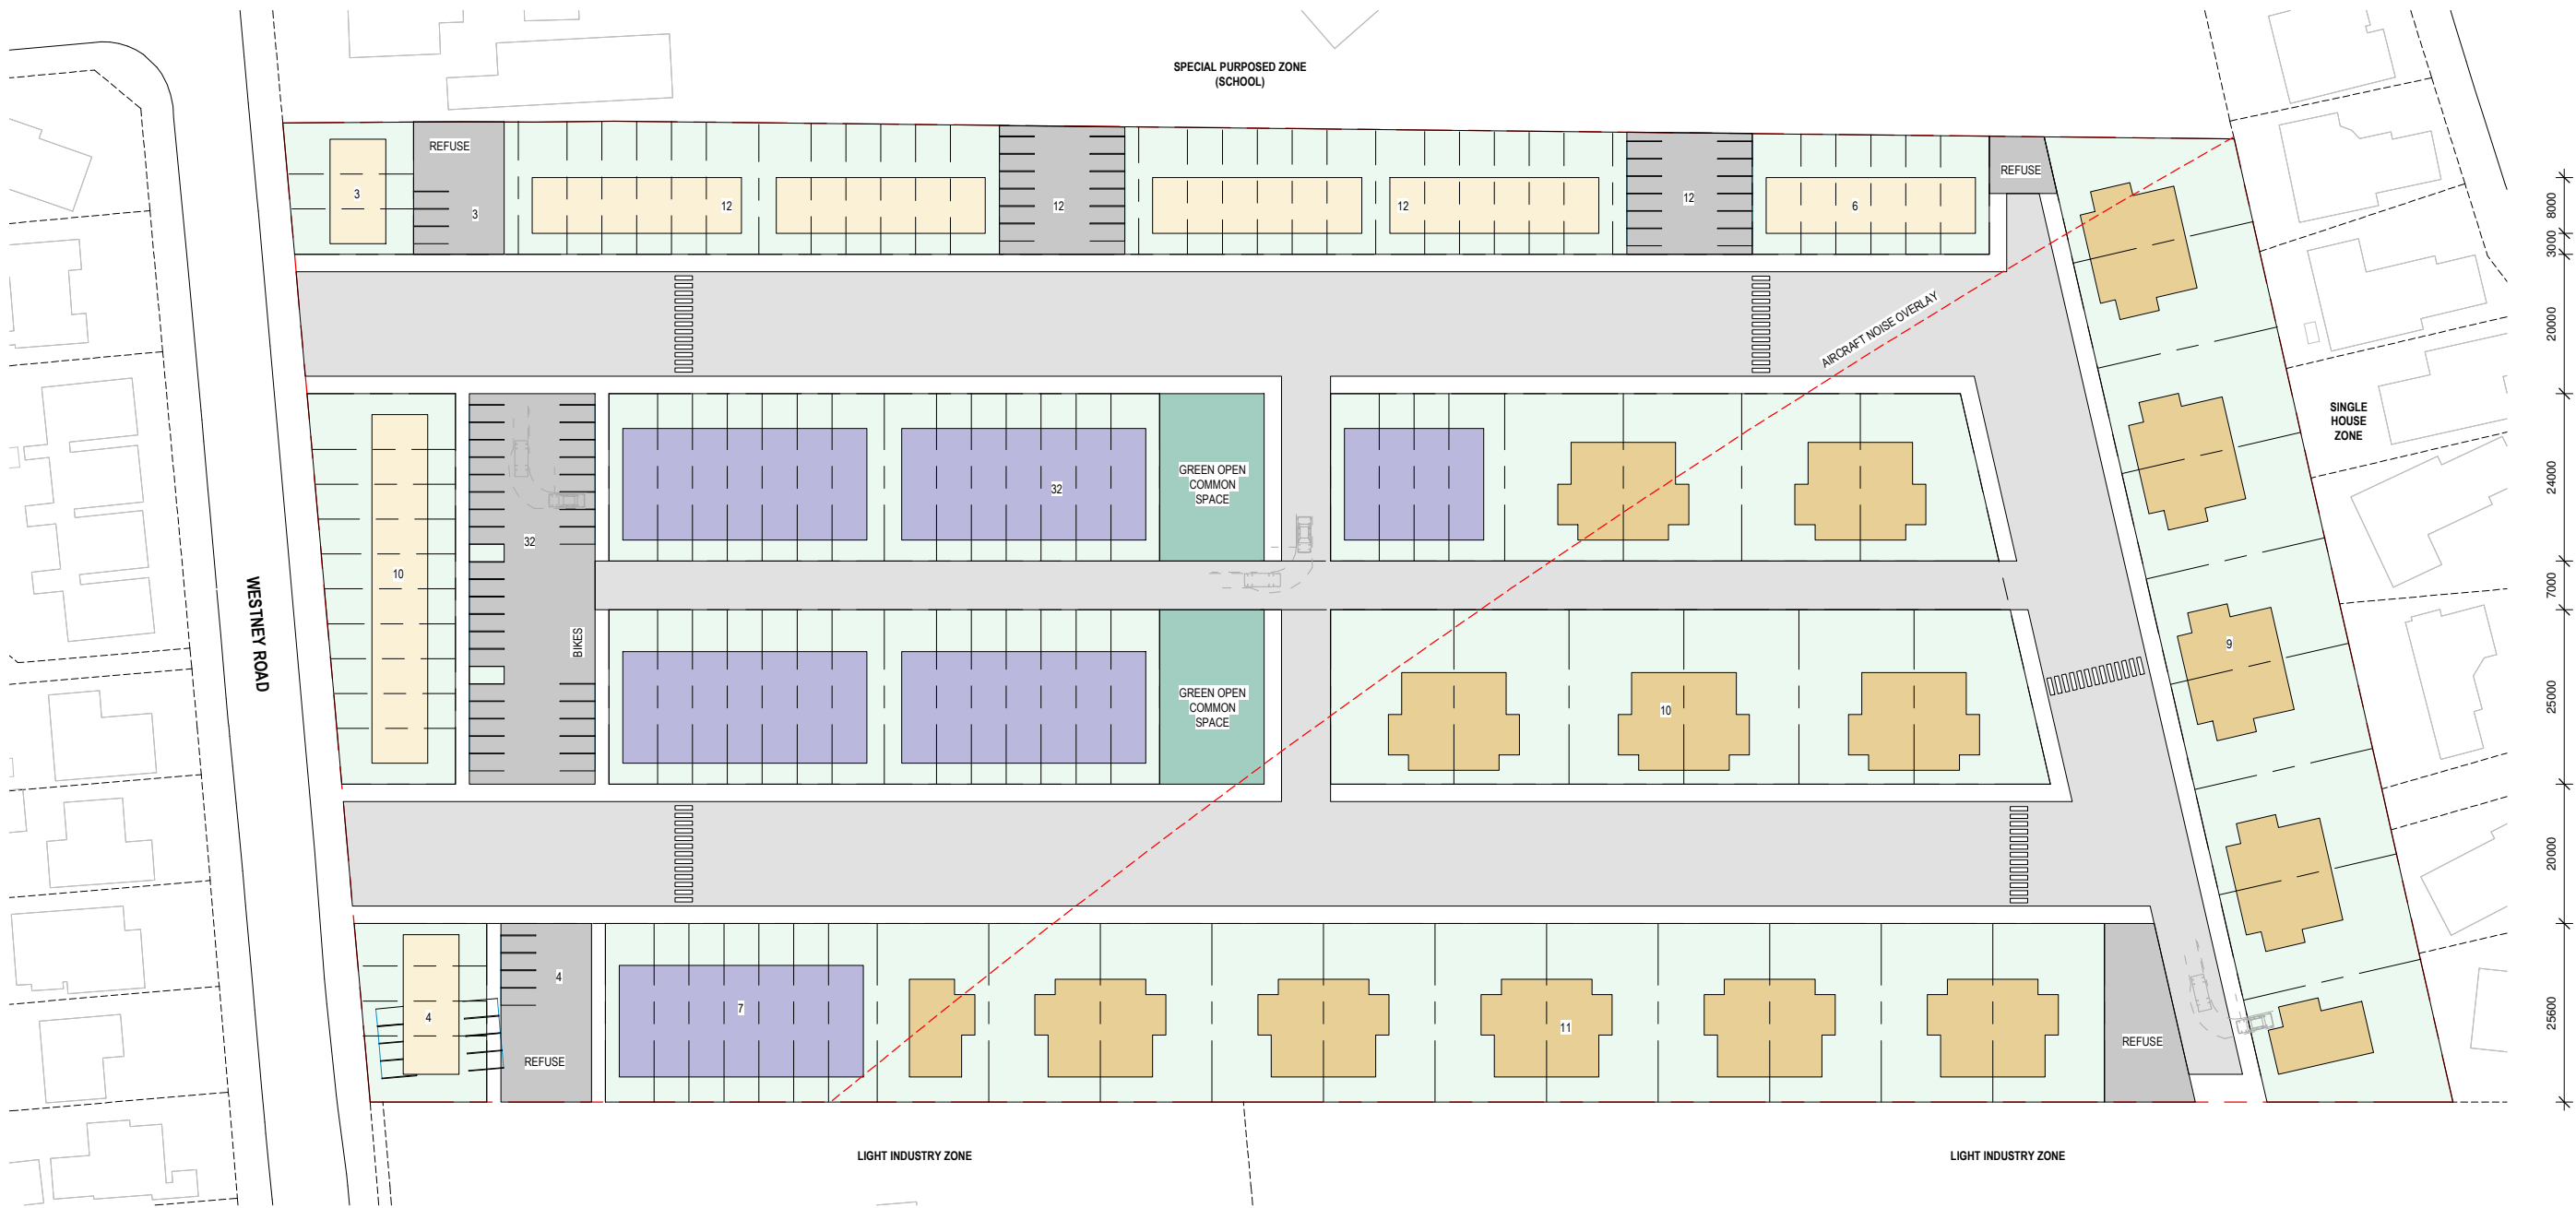 SPECIAL PURPOSED ZONE
(SCHOOL)
REFUSE
REFUSE
3
3
12
12
12
12
6
8000
3000
20000
AIRCRAFT NOISE OVERLAY
SINGLE
HOUSE
ZONE
GREEN OPEN
COMMON
SPACE
32
24000
32
10
WESTNEY ROAD
BIKES
7000
9
GREEN OPEN
COMMON
SPACE
10
25000
20000
4
4
7
11
25600
REFUSE
REFUSE
LIGHT INDUSTRY ZONE
LIGHT INDUSTRY ZONE